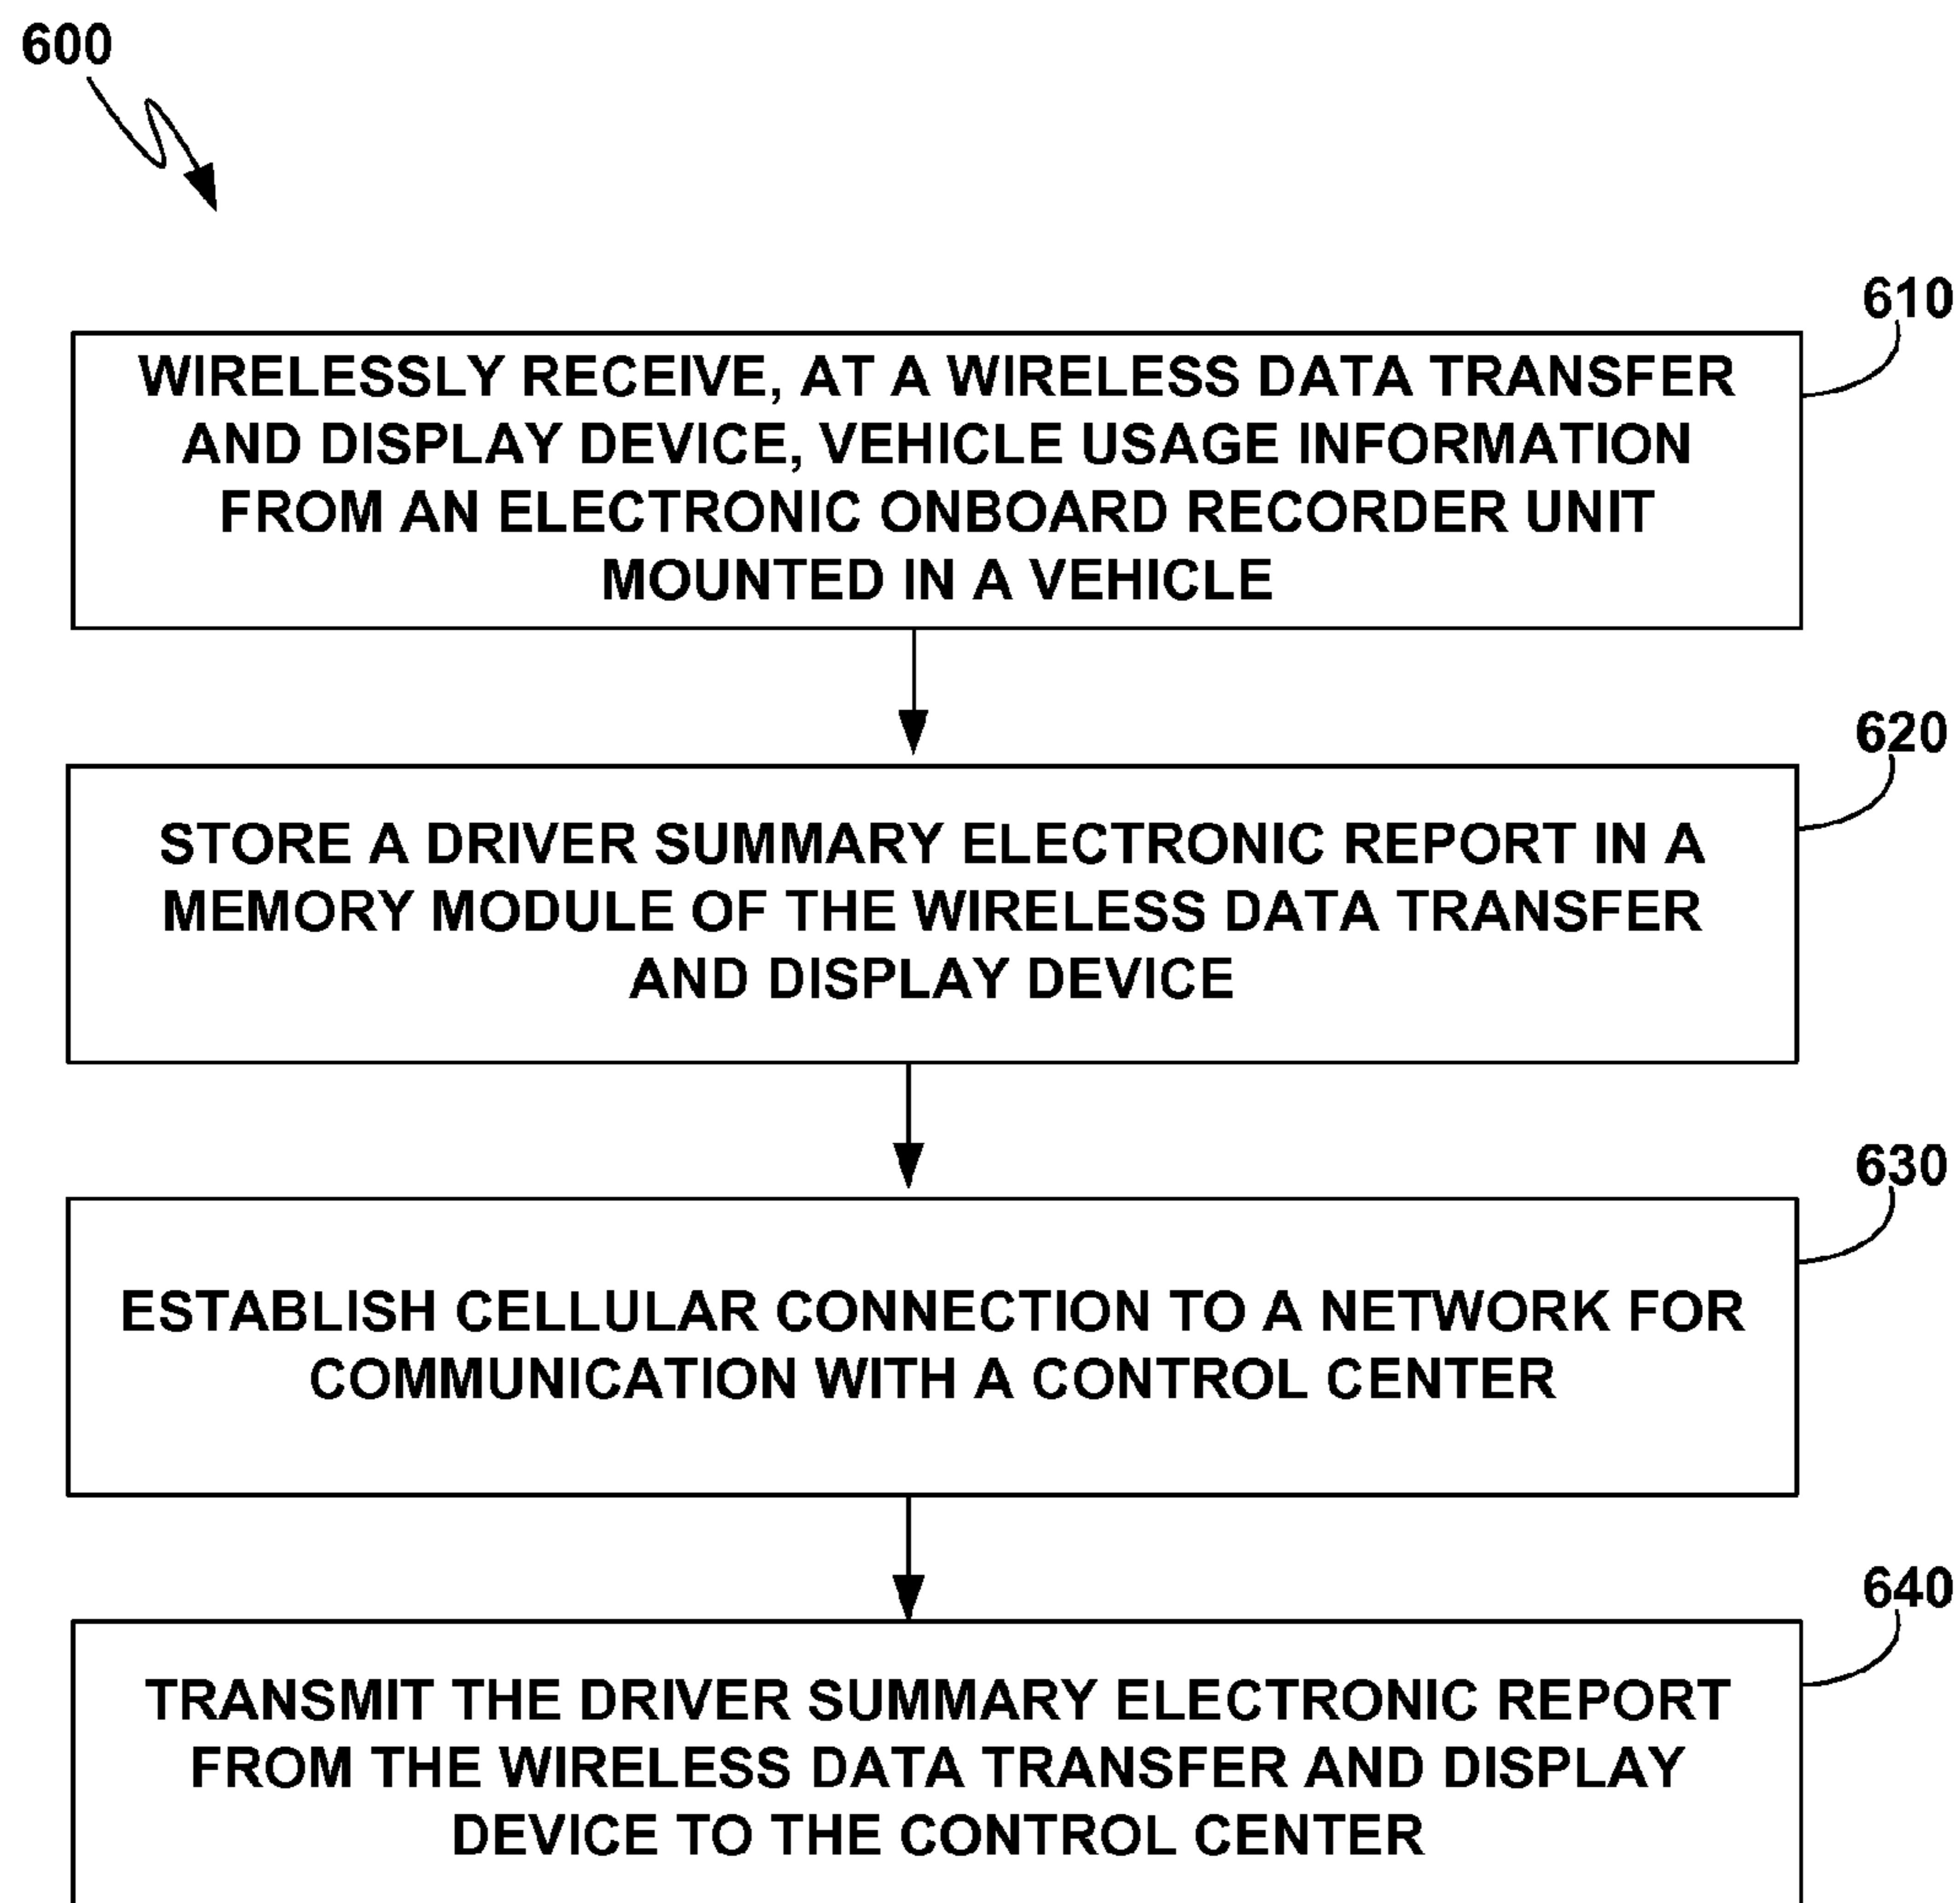 600
610
WIRELESSLY RECEIVE, AT A WIRELESS DATA TRANSFER
AND DISPLAY DEVICE, VEHICLE USAGE INFORMATION
FROM AN ELECTRONIC ONBOARD RECORDER UNIT
MOUNTED IN A VEHICLE
620
STORE A DRIVER SUMMARY ELECTRONIC REPORT IN A
MEMORY MODULE OF THE WIRELESS DATA TRANSFER
AND DISPLAY DEVICE
630
ESTABLISH CELLULAR CONNECTION TO A NETWORK FOR
COMMUNICATION WITH A CONTROL CENTER
640
TRANSMIT THE DRIVER SUMMARY ELECTRONIC REPORT
FROM THE WIRELESS DATA TRANSFER AND DISPLAY
DEVICE TO THE CONTROL CENTER